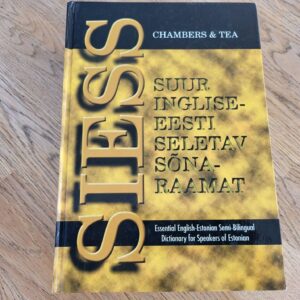 SIESS
CHAMBERS & TEA
SUUR
INGLISE-
EESTI
SELETAV
SÕNA-
RAAMAT
Essential English-Estonian Semi-Bilingual
Dictionary for Speakers of Estonian